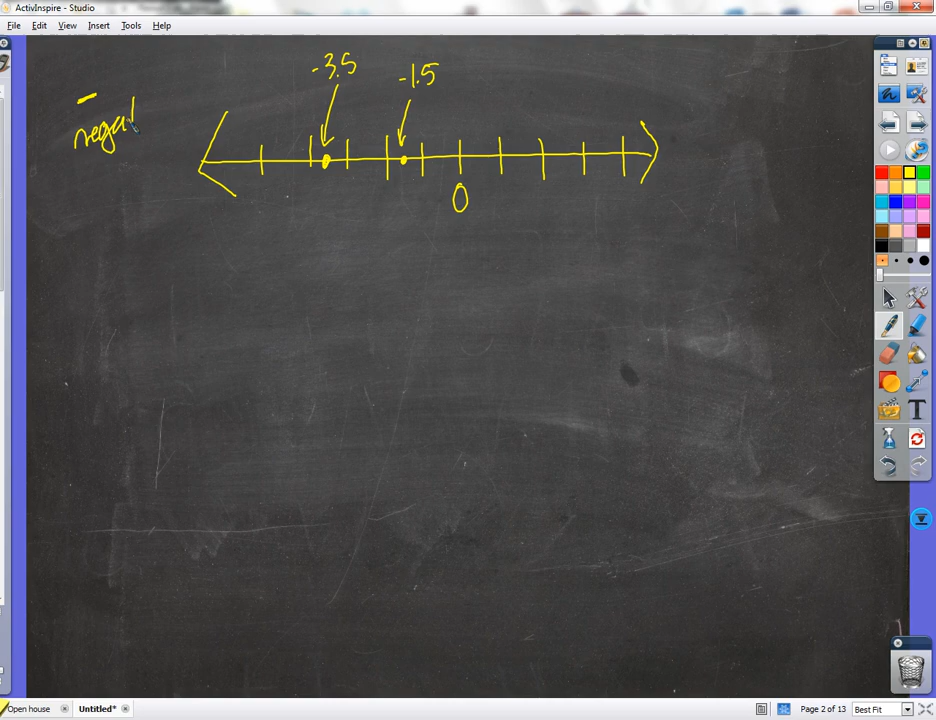 ActivInspire - Studio
File Edit View Insert Tools Help
-3.5
-1.5
-
0
Open house
Untitled*
Page 2 of 13
Best Fit